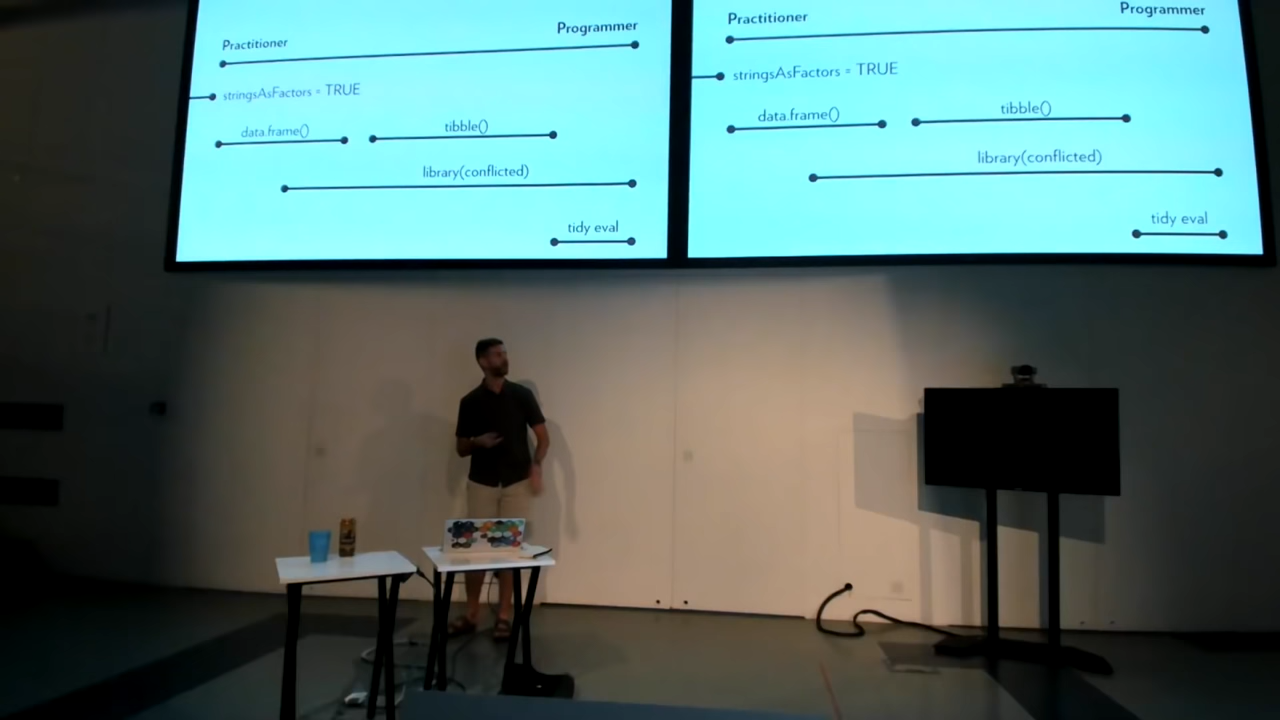 Practitioner Programmer
stringsAsFactors = TRUE
data.frame() tibble()
library(conflicted)
tidy eval
Practitioner Programmer
stringsAsFactors = TRUE
data.frame() tibble()
library(conflicted)
tidy eval